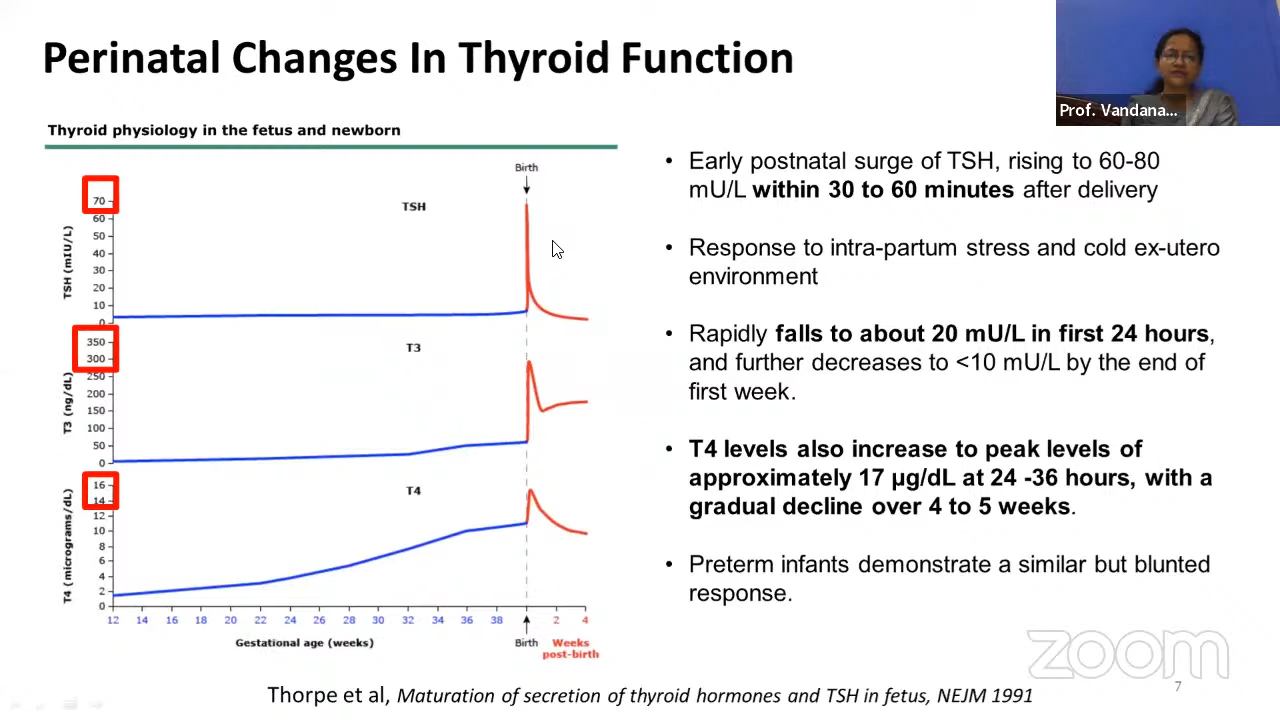 Perinatal Changes In Thyroid Function
Prof. Vandana...
Thyroid physiology in the fetus and newborn
Birth
TSH
TSH (mIU/L)
70
60
50
40
30
20
10
0
T3
T3 (ng/dL)
350
300
250
200
150
100
50
0
T4
T4 (micrograms/dL)
16
14
12
10
8
6
4
2
0
12 14 16 18 20 22 24 26 28 30 32 34 36 38 2 4
Gestational age (weeks) Birth Weeks
post-birth
• Early postnatal surge of TSH, rising to 60-80
mU/L within 30 to 60 minutes after delivery
• Response to intra-partum stress and cold ex-utero
environment
• Rapidly falls to about 20 mU/L in first 24 hours,
and further decreases to <10 mU/L by the end of
first week.
• T4 levels also increase to peak levels of
approximately 17 µg/dL at 24 -36 hours, with a
gradual decline over 4 to 5 weeks.
• Preterm infants demonstrate a similar but blunted
response.
zoom
7
Thorpe et al, Maturation of secretion of thyroid hormones and TSH in fetus, NEJM 1991